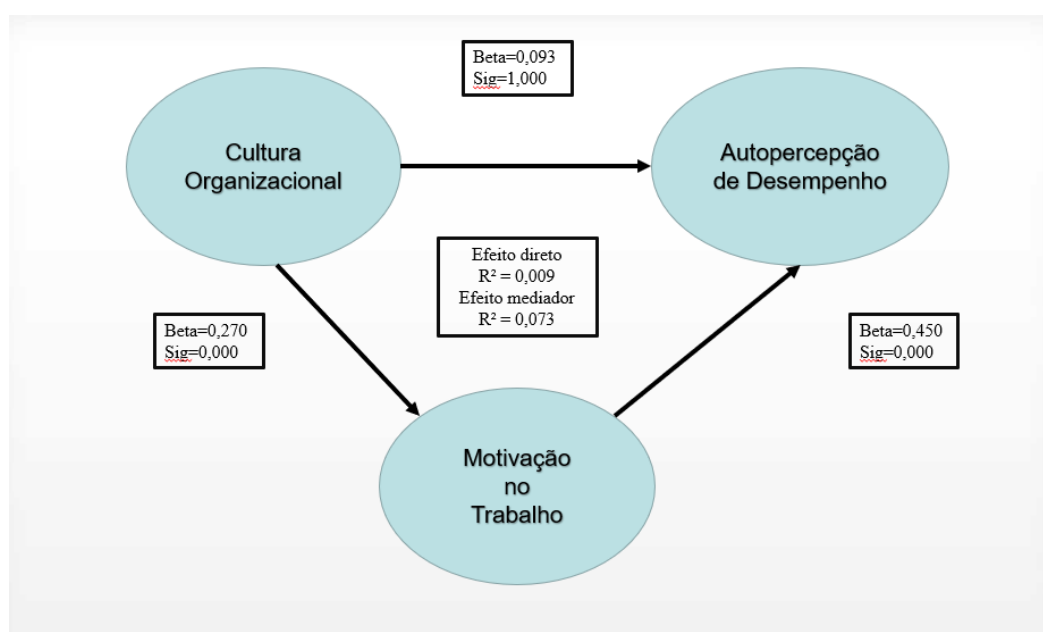 Beta=0,093
Sig=1,000
Cultura
Organizacional
Autopercepção
de Desempenho
Efeito direto
R² = 0,009
Efeito mediador
R² = 0,073
Beta=0,270
Sig=0,000
Beta=0,450
Sig=0,000
Motivação
no
Trabalho